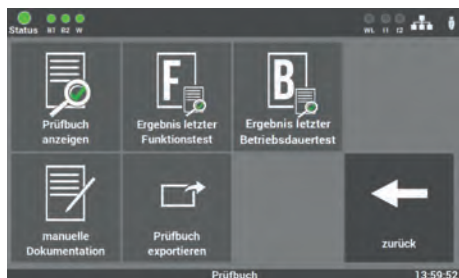 Status B1 B2 W WL I1 I2
Prüfbuch
anzeigen
F
Ergebnis letzter
Funktionstest
B
Ergebnis letzter
Betriebsdauertest
manuelle
Dokumentation
Prüfbuch
exportieren
zurück
Prüfbuch 13:59:52